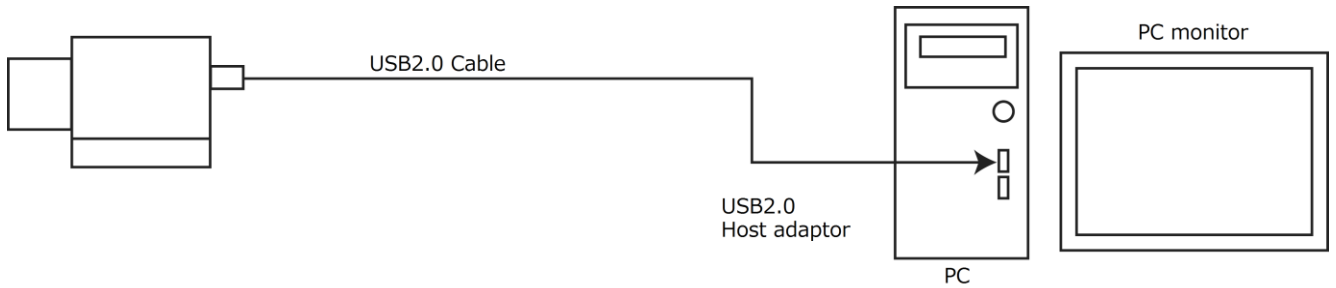 PC monitor
USB2.0 Cable
USB2.0
Host adaptor
PC